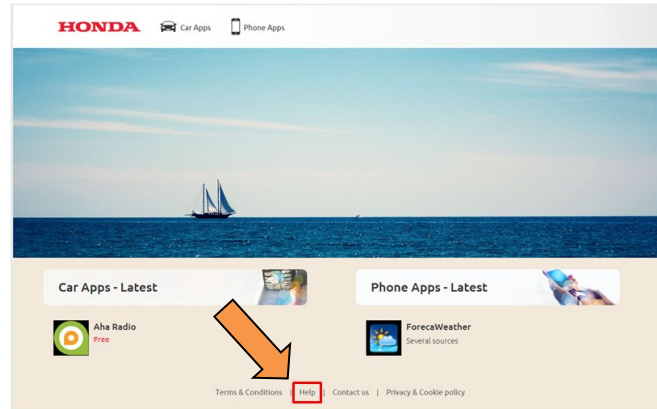 HONDA Car Apps Phone Apps
Car Apps - Latest
Phone Apps - Latest
Aha Radio
Free
ForecaWeather
Several sources
Terms & Conditions | Help | Contact us | Privacy & Cookie policy